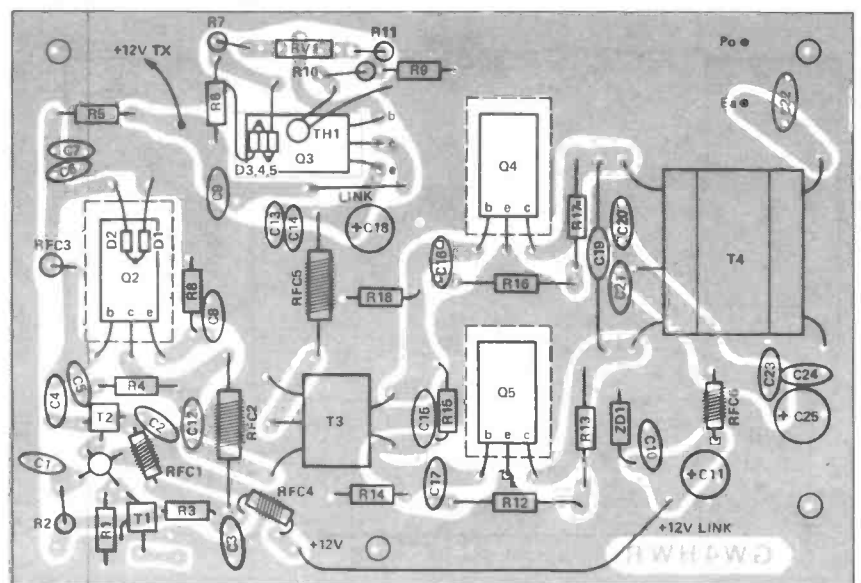 R7
R11
+12V TX
RV1
R10
R9
Po
R5
R6
Ea
C22
TH1
b
Q3
Q4
C7
C6
D3,4,5
C9
LINK
b e c
R17
C20
C13
C14
+C18
C19
D2
D1
C16
RFC3
Q2
R8
RFC5
R16
C21
T4
R18
C8
b c e
C5
R4
C4
T2
C2
C12
RFC2
T3
C15
R15
Q5
b e c
R13
ZD1
RFC6
C23
C24
+C25
C10
C1
RFC1
C17
+C11
R2
R1
T1
R3
C3
RFC4
R14
R12
+12V
+12V LINK